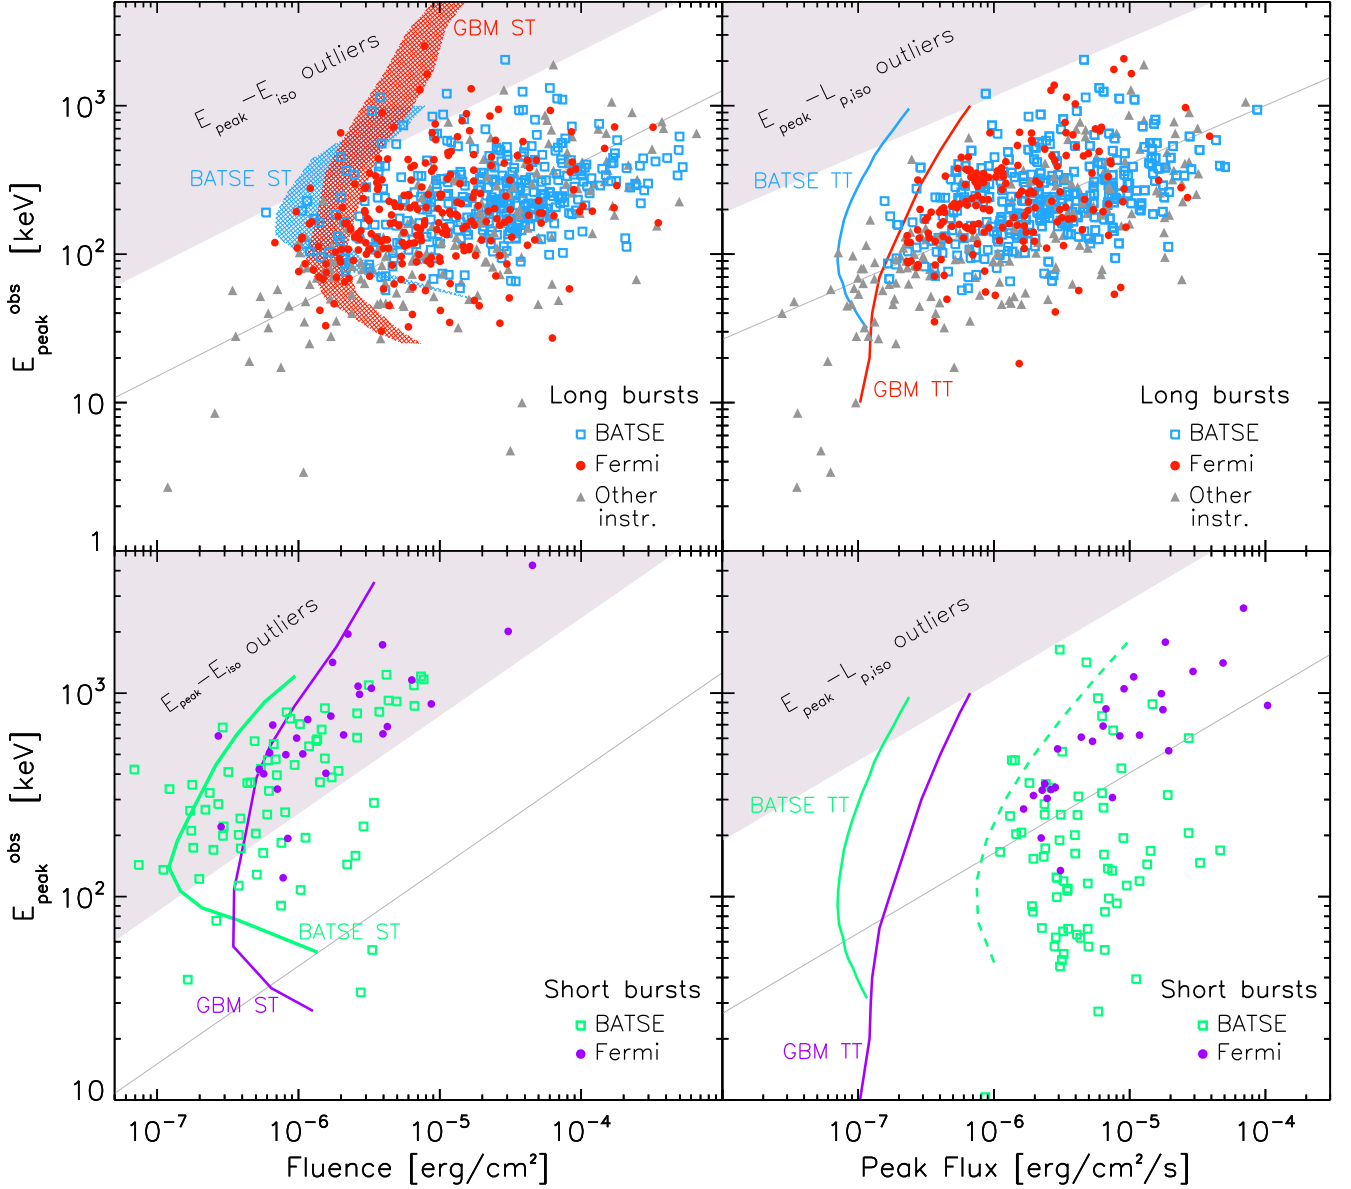 E_peak−E_iso outliers
GBM ST
BATSE ST
10³
10²
10
1
E_peak^obs [keV]
Long bursts
BATSE
Fermi
Other
instr.
E_peak−L_p,iso outliers
BATSE TT
GBM TT
Long bursts
BATSE
Fermi
Other
instr.
E_peak−E_iso outliers
10³
10²
10
E_peak^obs [keV]
BATSE ST
GBM ST
Short bursts
BATSE
Fermi
10⁻⁷ 10⁻⁶ 10⁻⁵ 10⁻⁴
Fluence [erg/cm²]
E_peak−L_p,iso outliers
BATSE TT
GBM TT
Short bursts
BATSE
Fermi
10⁻⁷ 10⁻⁶ 10⁻⁵ 10⁻⁴
Peak Flux [erg/cm²/s]